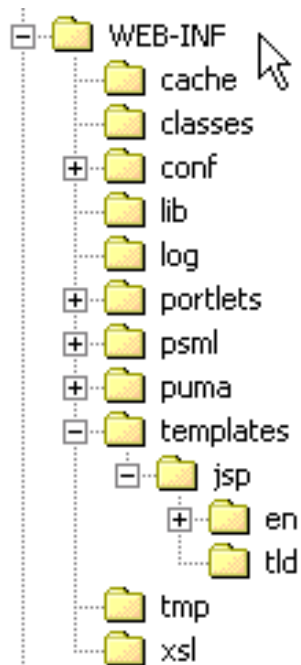 WEB-INF
cache
classes
conf
lib
log
portlets
psml
puma
templates
jsp
en
tld
tmp
xsl